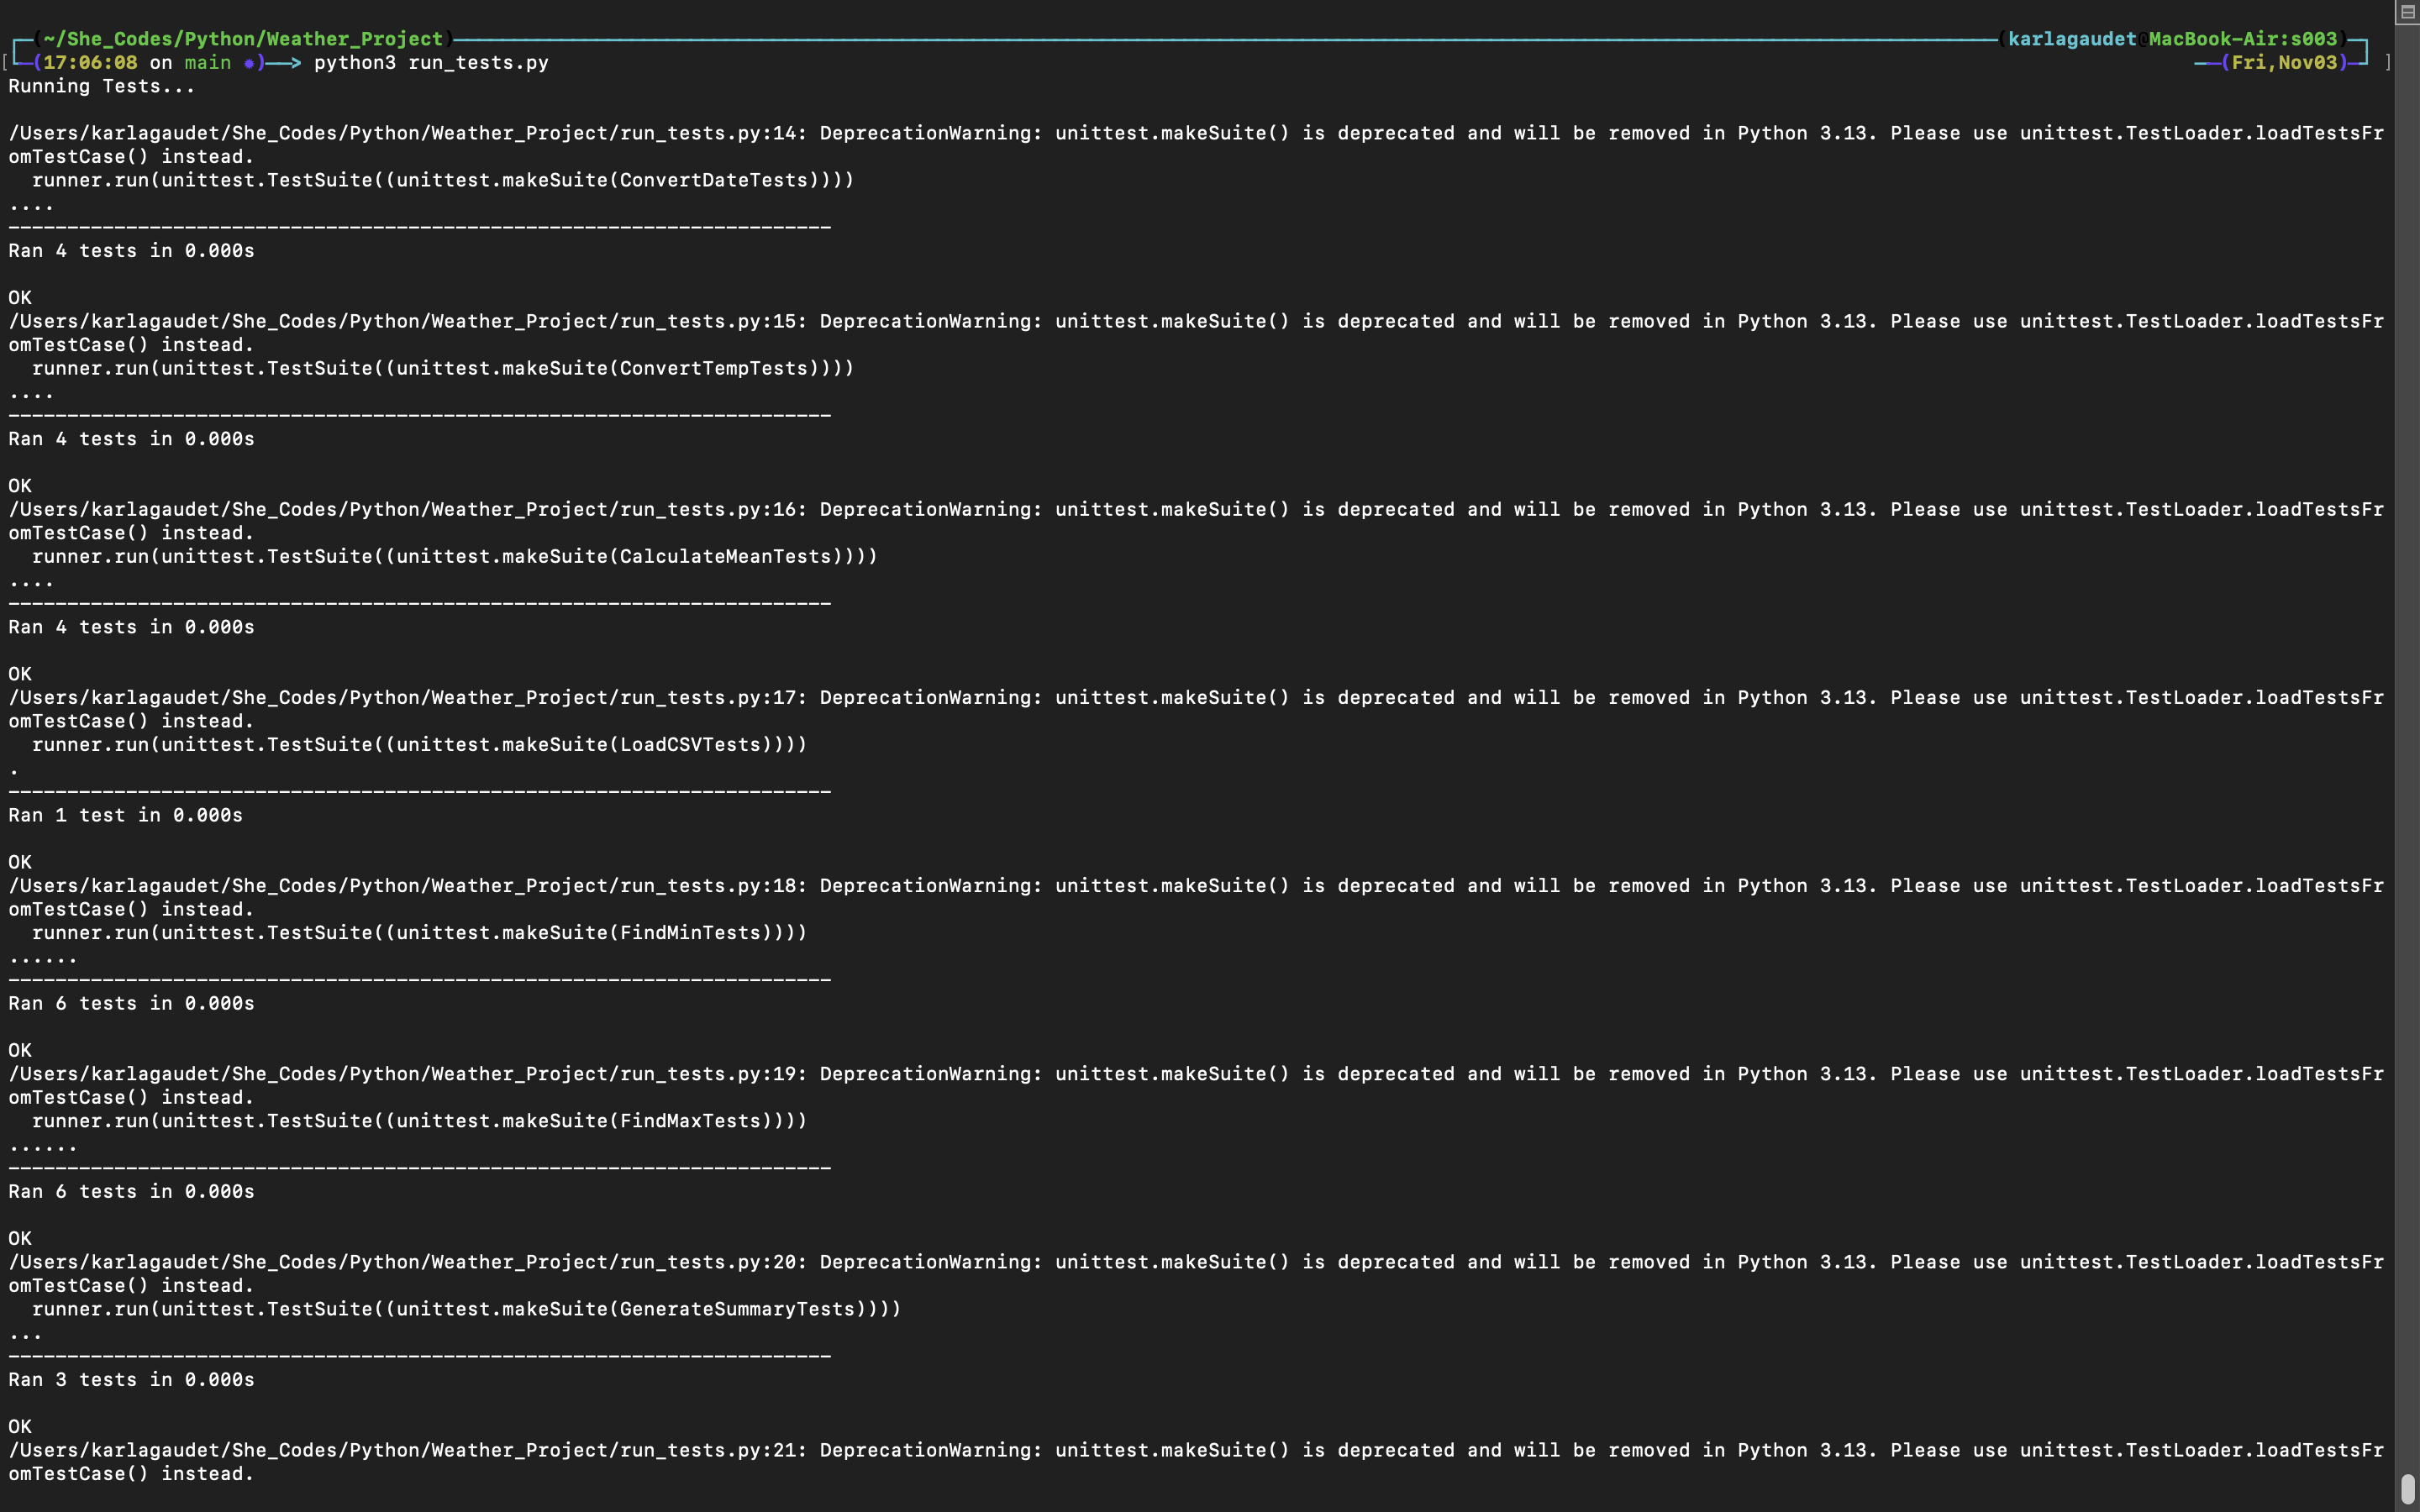 (~/She_Codes/Python/Weather_Project) (karlagaudet@MacBook-Air:s003)
[(17:06:08 on main ●)——> python3 run_tests.py (Fri,Nov03) ]
Running Tests...
/Users/karlagaudet/She_Codes/Python/Weather_Project/run_tests.py:14: DeprecationWarning: unittest.makeSuite() is deprecated and will be removed in Python 3.13. Please use unittest.TestLoader.loadTestsFr
omTestCase() instead.
  runner.run(unittest.TestSuite((unittest.makeSuite(ConvertDateTests))))
....
----------------------------------------------------------------------
Ran 4 tests in 0.000s
OK
/Users/karlagaudet/She_Codes/Python/Weather_Project/run_tests.py:15: DeprecationWarning: unittest.makeSuite() is deprecated and will be removed in Python 3.13. Please use unittest.TestLoader.loadTestsFr
omTestCase() instead.
  runner.run(unittest.TestSuite((unittest.makeSuite(ConvertTempTests))))
....
----------------------------------------------------------------------
Ran 4 tests in 0.000s
OK
/Users/karlagaudet/She_Codes/Python/Weather_Project/run_tests.py:16: DeprecationWarning: unittest.makeSuite() is deprecated and will be removed in Python 3.13. Please use unittest.TestLoader.loadTestsFr
omTestCase() instead.
  runner.run(unittest.TestSuite((unittest.makeSuite(CalculateMeanTests))))
....
----------------------------------------------------------------------
Ran 4 tests in 0.000s
OK
/Users/karlagaudet/She_Codes/Python/Weather_Project/run_tests.py:17: DeprecationWarning: unittest.makeSuite() is deprecated and will be removed in Python 3.13. Please use unittest.TestLoader.loadTestsFr
omTestCase() instead.
  runner.run(unittest.TestSuite((unittest.makeSuite(LoadCSVTests))))
.
----------------------------------------------------------------------
Ran 1 test in 0.000s
OK
/Users/karlagaudet/She_Codes/Python/Weather_Project/run_tests.py:18: DeprecationWarning: unittest.makeSuite() is deprecated and will be removed in Python 3.13. Please use unittest.TestLoader.loadTestsFr
omTestCase() instead.
  runner.run(unittest.TestSuite((unittest.makeSuite(FindMinTests))))
......
----------------------------------------------------------------------
Ran 6 tests in 0.000s
OK
/Users/karlagaudet/She_Codes/Python/Weather_Project/run_tests.py:19: DeprecationWarning: unittest.makeSuite() is deprecated and will be removed in Python 3.13. Please use unittest.TestLoader.loadTestsFr
omTestCase() instead.
  runner.run(unittest.TestSuite((unittest.makeSuite(FindMaxTests))))
......
----------------------------------------------------------------------
Ran 6 tests in 0.000s
OK
/Users/karlagaudet/She_Codes/Python/Weather_Project/run_tests.py:20: DeprecationWarning: unittest.makeSuite() is deprecated and will be removed in Python 3.13. Please use unittest.TestLoader.loadTestsFr
omTestCase() instead.
  runner.run(unittest.TestSuite((unittest.makeSuite(GenerateSummaryTests))))
...
----------------------------------------------------------------------
Ran 3 tests in 0.000s
OK
/Users/karlagaudet/She_Codes/Python/Weather_Project/run_tests.py:21: DeprecationWarning: unittest.makeSuite() is deprecated and will be removed in Python 3.13. Please use unittest.TestLoader.loadTestsFr
omTestCase() instead.